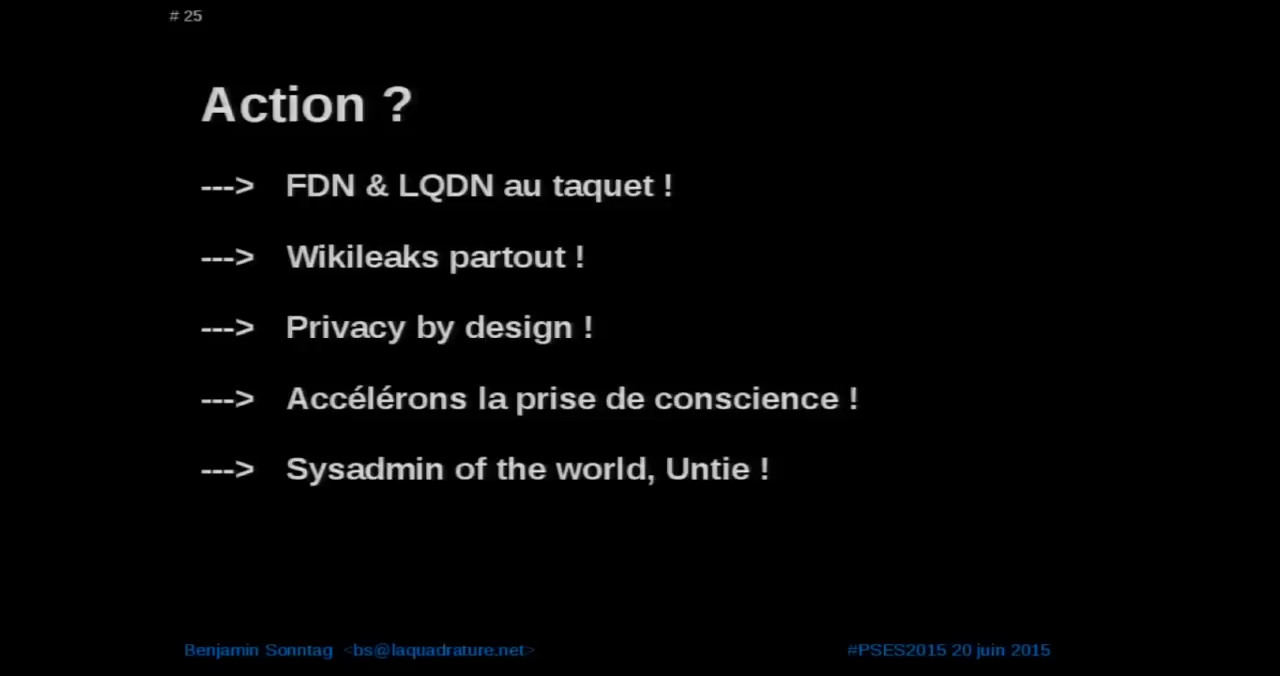 # 25
Action ?
---> FDN & LQDN au taquet !
---> Wikileaks partout !
---> Privacy by design !
---> Accélérons la prise de conscience !
---> Sysadmin of the world, Untie !
Benjamin Sonntag <bs@laquadrature.net> #PSES2015 20 juin 2015